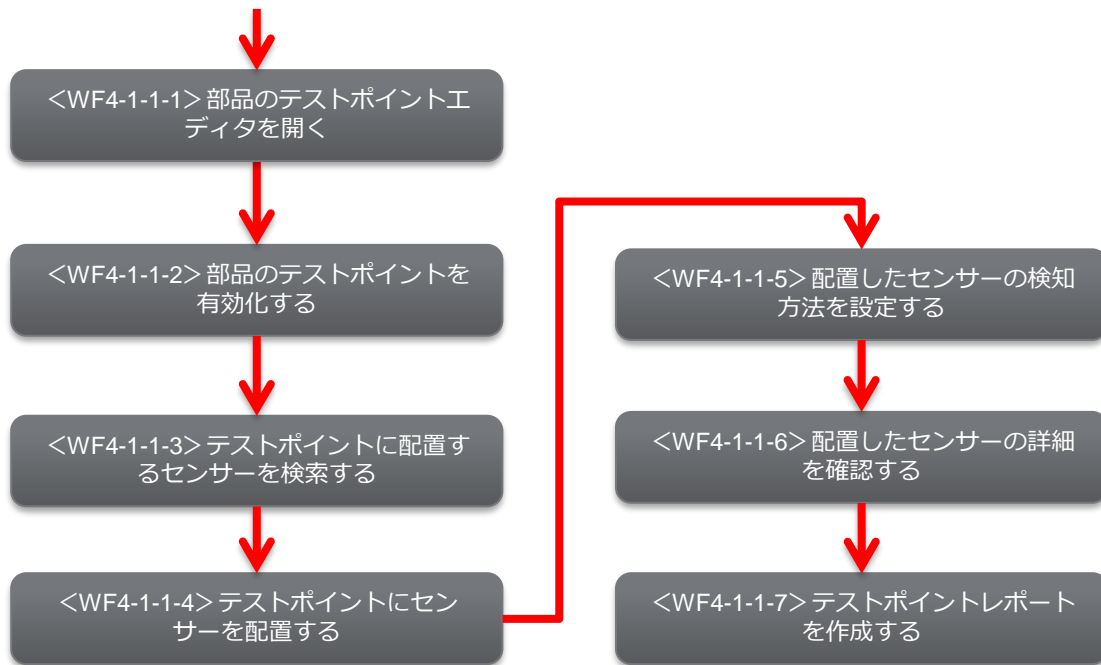 ＜WF4-1-1-1＞部品のテストポイントエ
ディタを開く
＜WF4-1-1-2＞部品のテストポイントを
有効化する
＜WF4-1-1-3＞テストポイントに配置す
るセンサーを検索する
＜WF4-1-1-4＞テストポイントにセン
サーを配置する
＜WF4-1-1-5＞配置したセンサーの検知
方法を設定する
＜WF4-1-1-6＞配置したセンサーの詳細
を確認する
＜WF4-1-1-7＞テストポイントレポート
を作成する